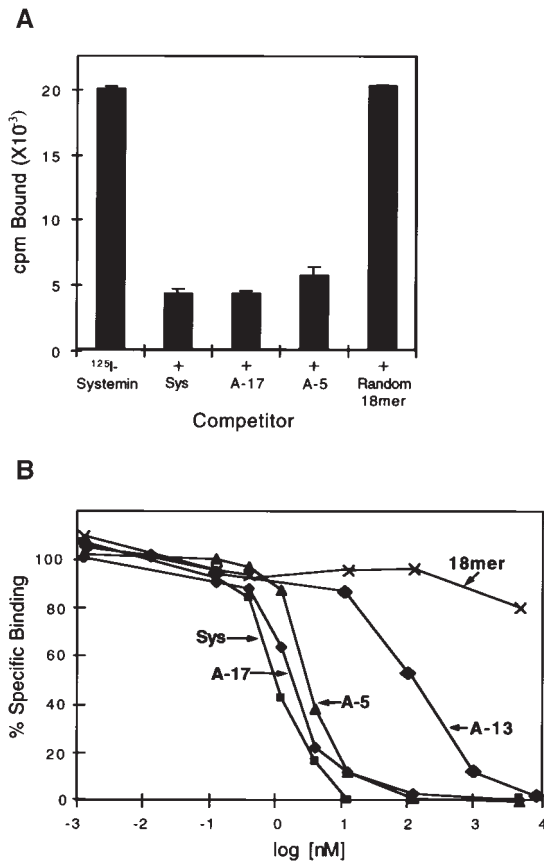 A
cpm Bound (X10⁻³)
20
15
10
5
0
¹²⁵I-
Systemin
+
Sys
+
A-17
+
A-5
+
Random
18mer
Competitor
B
% Specific Binding
100
80
60
40
20
0
18mer
Sys
A-17
A-5
A-13
-3
-2
-1
0
1
2
3
4
log [nM]